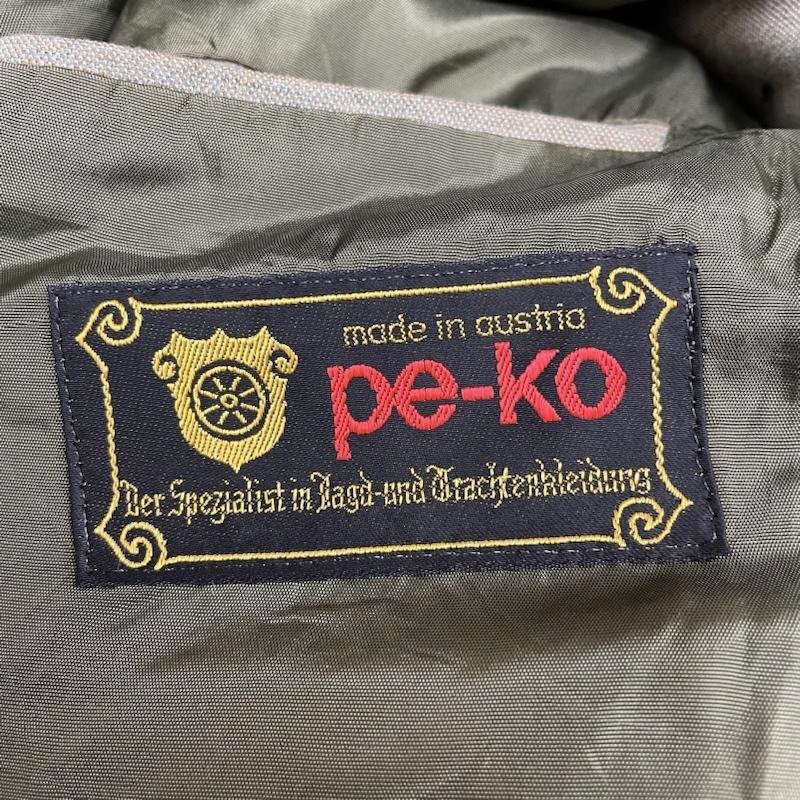 made in austria
pe-ko
Der Spezialist in Jagd-und Trachtenkleidung